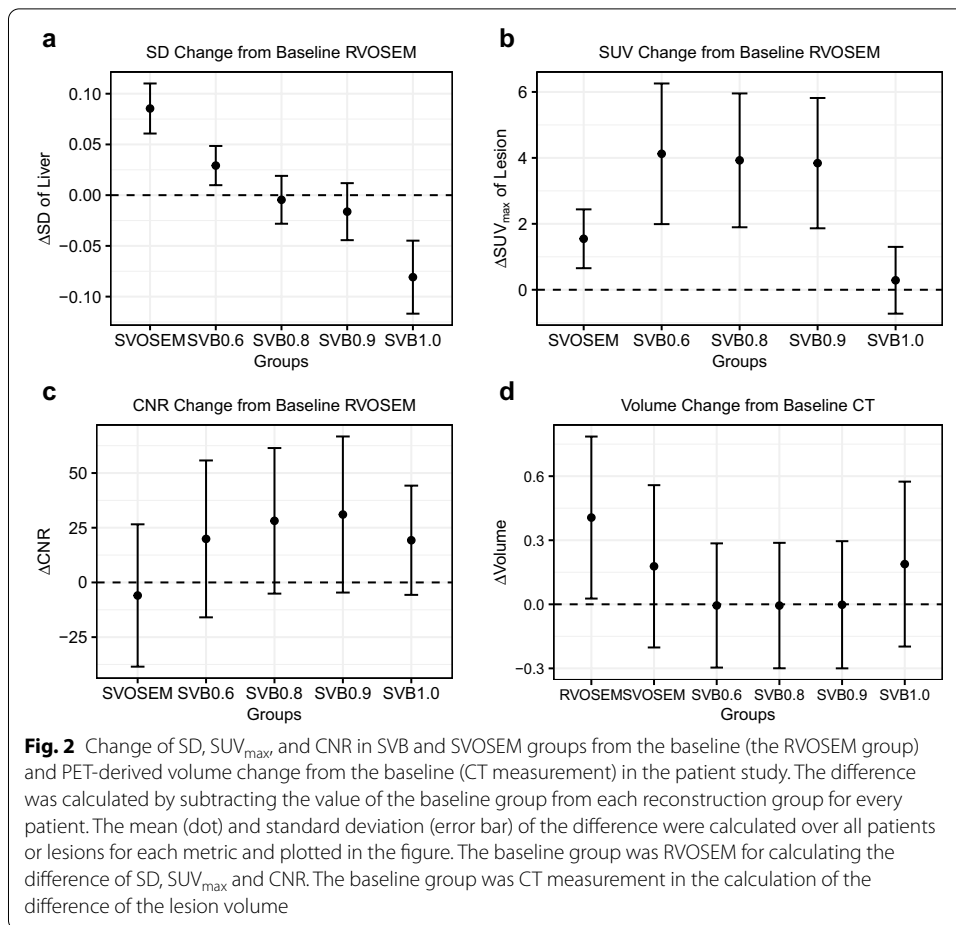 a
SD Change from Baseline RVOSEM
ΔSD of Liver
0.10
0.05
0.00
−0.05
−0.10
SVOSEM SVB0.6 SVB0.8 SVB0.9 SVB1.0
Groups
b
SUV Change from Baseline RVOSEM
ΔSUVmax of Lesion
6
4
2
0
SVOSEM SVB0.6 SVB0.8 SVB0.9 SVB1.0
Groups
c
CNR Change from Baseline RVOSEM
ΔCNR
50
25
0
−25
SVOSEM SVB0.6 SVB0.8 SVB0.9 SVB1.0
Groups
d
Volume Change from Baseline CT
ΔVolume
0.6
0.3
0.0
−0.3
RVOSEM SVOSEM SVB0.6 SVB0.8 SVB0.9 SVB1.0
Groups
Fig. 2 Change of SD, SUVmax, and CNR in SVB and SVOSEM groups from the baseline (the RVOSEM group)
and PET-derived volume change from the baseline (CT measurement) in the patient study. The difference
was calculated by subtracting the value of the baseline group from each reconstruction group for every
patient. The mean (dot) and standard deviation (error bar) of the difference were calculated over all patients
or lesions for each metric and plotted in the figure. The baseline group was RVOSEM for calculating the
difference of SD, SUVmax and CNR. The baseline group was CT measurement in the calculation of the
difference of the lesion volume